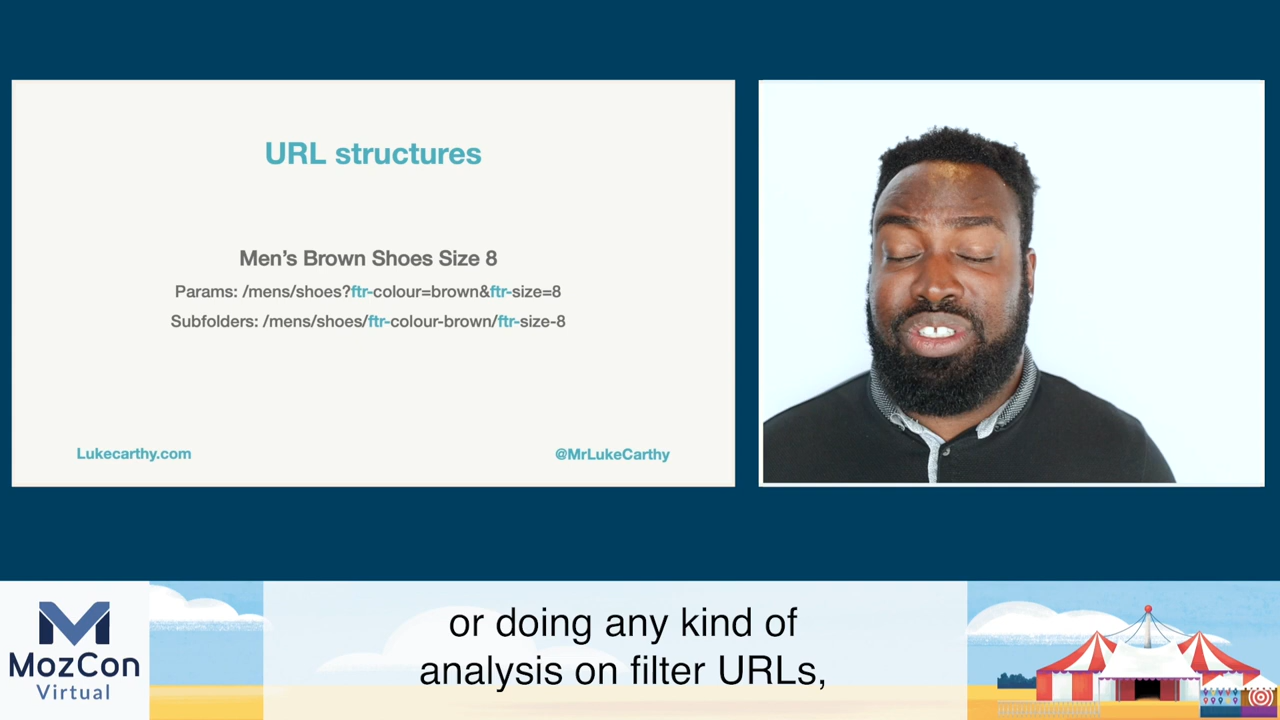 URL structures
Men's Brown Shoes Size 8
Params: /mens/shoes?ftr-colour=brown&ftr-size=8
Subfolders: /mens/shoes/ftr-colour-brown/ftr-size-8
Lukecarthy.com
@MrLukeCarthy
or doing any kind of
analysis on filter URLs,
MozCon
Virtual